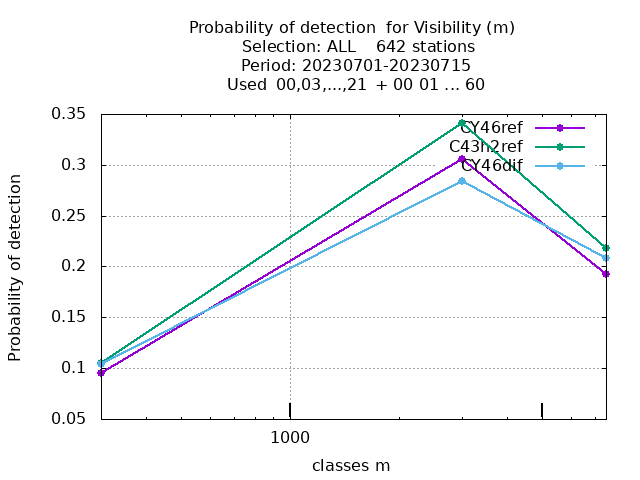 Probability of detection  for Visibility (m)
Selection: ALL    642 stations
Period: 20230701-20230715
Used  00,03,...,21  + 00 01 ... 60
0.35
0.3
0.25
0.2
0.15
0.1
0.05
Probability of detection
CY46ref
C43h2ref
CY46dif
1000
classes m